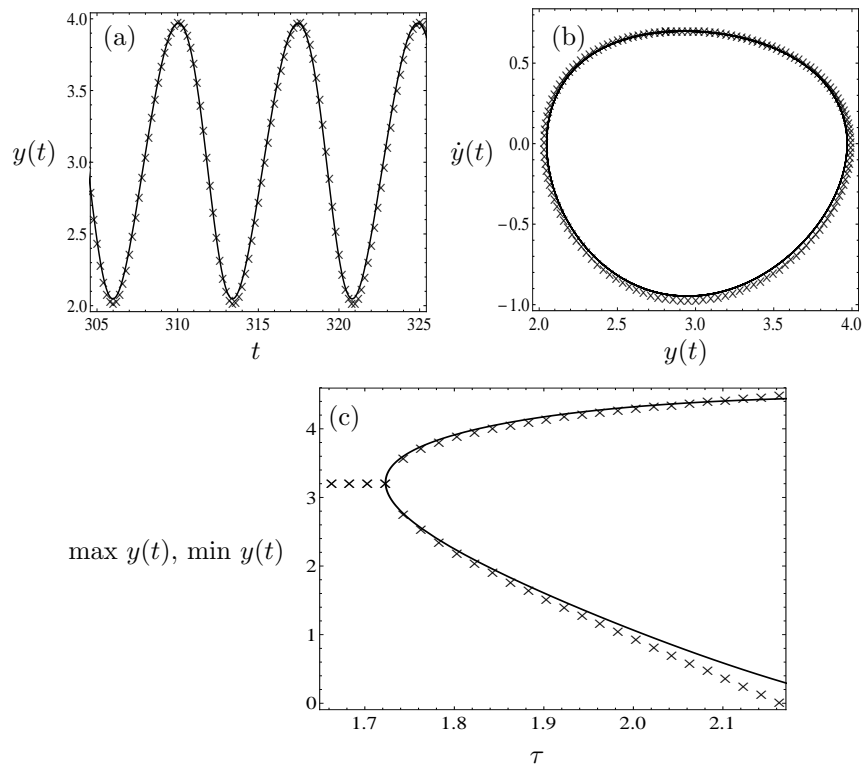 (a)
y(t)
4.0
3.5
3.0
2.5
2.0
305 310 315 320 325
t
(b)
ẏ(t)
0.5
0.0
−0.5
−1.0
2.0 2.5 3.0 3.5 4.0
y(t)
(c)
max y(t), min y(t)
4
3
2
1
0
1.7 1.8 1.9 2.0 2.1
τ